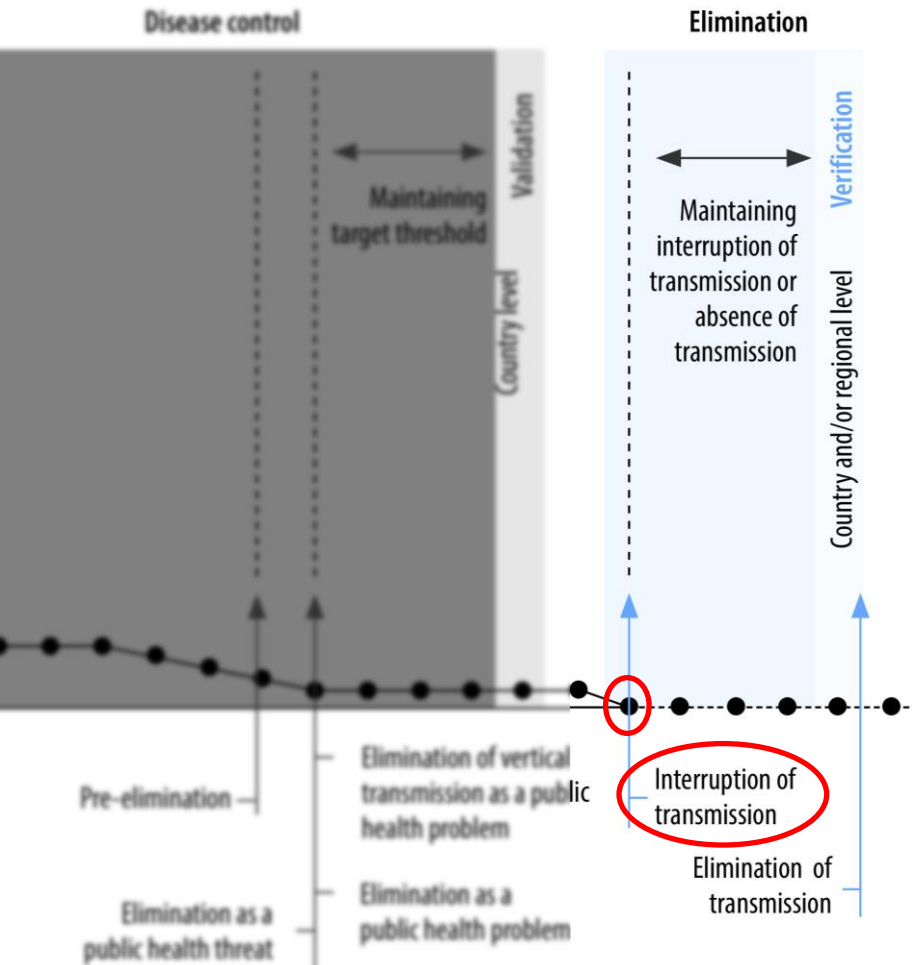 Disease control
Elimination
Validation
Verification
Maintaining
target threshold
Maintaining
interruption of
transmission or
absence of
transmission
Country level
Country and/or regional level
Pre-elimination
Elimination of vertical
transmission as a public
health problem
Interruption of
transmission
Elimination as a
public health threat
Elimination as a
public health problem
Elimination of
transmission